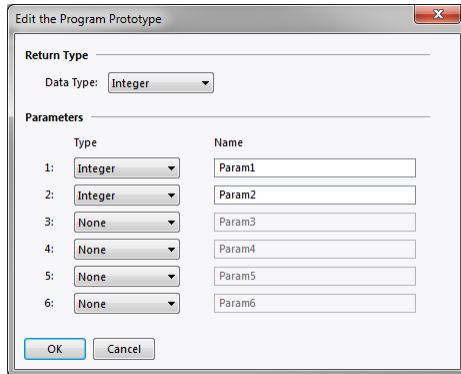 Edit the Program Prototype
Return Type
Data Type: Integer
Parameters
Type Name
1: Integer Param1
2: Integer Param2
3: None Param3
4: None Param4
5: None Param5
6: None Param6
OK Cancel